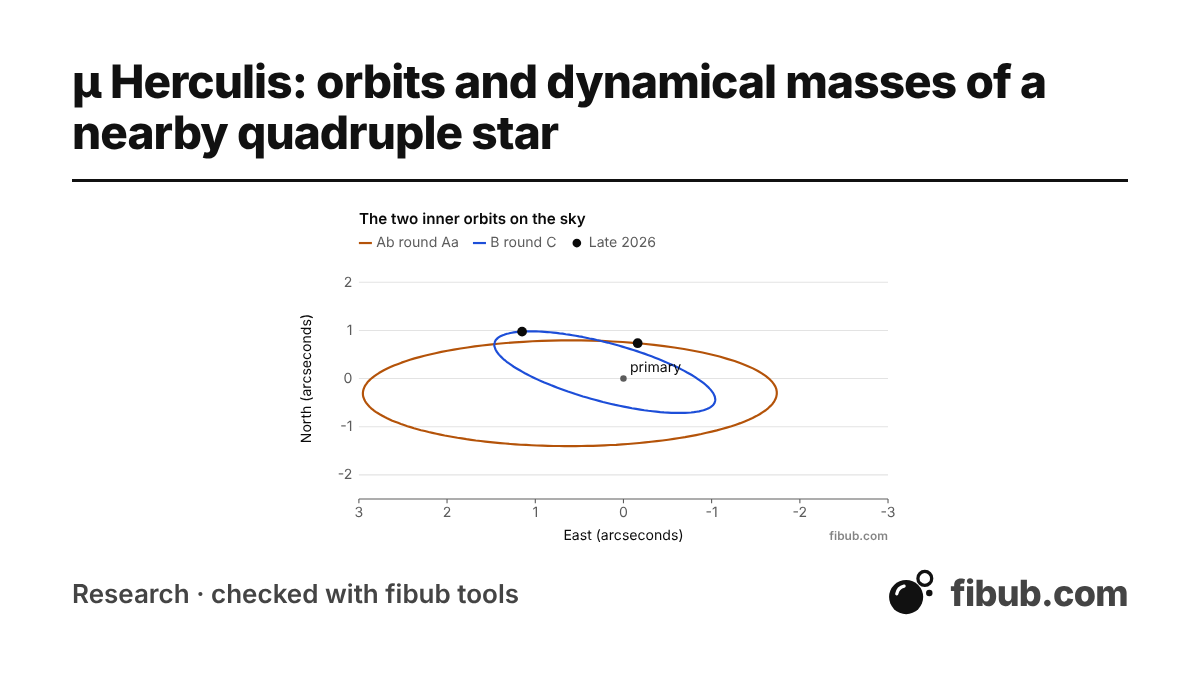 μ Herculis: orbits and dynamical masses of a
nearby quadruple star
The two inner orbits on the sky
Ab round Aa
B round C
Late 2026
North (arcseconds)
2
1
0
-1
-2
primary
3
2
1
0
-1
-2
-3
East (arcseconds)
fibub.com
Research · checked with fibub tools
fibub.com